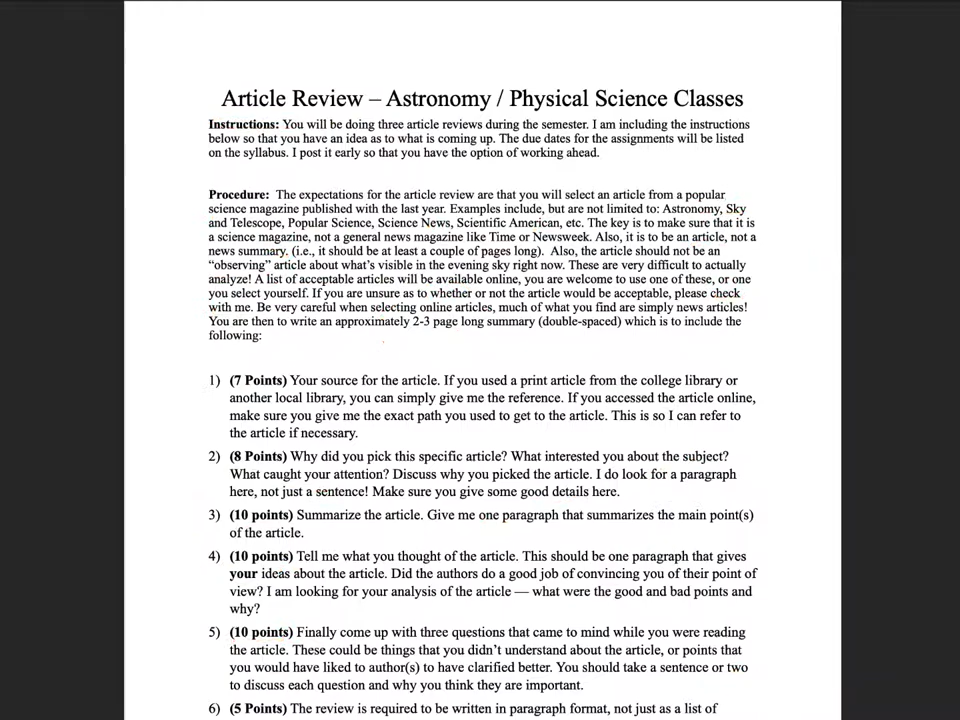 Article Review – Astronomy / Physical Science Classes
Instructions: You will be doing three article reviews during the semester. I am including the instructions
below so that you have an idea as to what is coming up. The due dates for the assignments will be listed
on the syllabus. I post it early so that you have the option of working ahead.
Procedure: The expectations for the article review are that you will select an article from a popular
science magazine published with the last year. Examples include, but are not limited to: Astronomy, Sky
and Telescope, Popular Science, Science News, Scientific American, etc. The key is to make sure that it is
a science magazine, not a general news magazine like Time or Newsweek. Also, it is to be an article, not a
news summary. (i.e., it should be at least a couple of pages long). Also, the article should not be an
“observing” article about what’s visible in the evening sky right now. These are very difficult to actually
analyze! A list of acceptable articles will be available online, you are welcome to use one of these, or one
you select yourself. If you are unsure as to whether or not the article would be acceptable, please check
with me. Be very careful when selecting online articles, much of what you find are simply news articles!
You are then to write an approximately 2-3 page long summary (double-spaced) which is to include the
following:
1) (7 Points) Your source for the article. If you used a print article from the college library or
another local library, you can simply give me the reference. If you accessed the article online,
make sure you give me the exact path you used to get to the article. This is so I can refer to
the article if necessary.
2) (8 Points) Why did you pick this specific article? What interested you about the subject?
What caught your attention? Discuss why you picked the article. I do look for a paragraph
here, not just a sentence! Make sure you give some good details here.
3) (10 points) Summarize the article. Give me one paragraph that summarizes the main point(s)
of the article.
4) (10 points) Tell me what you thought of the article. This should be one paragraph that gives
your ideas about the article. Did the authors do a good job of convincing you of their point of
view? I am looking for your analysis of the article — what were the good and bad points and
why?
5) (10 points) Finally come up with three questions that came to mind while you were reading
the article. These could be things that you didn’t understand about the article, or points that
you would have liked to author(s) to have clarified better. You should take a sentence or two
to discuss each question and why you think they are important.
6) (5 Points) The review is required to be written in paragraph format, not just as a list of